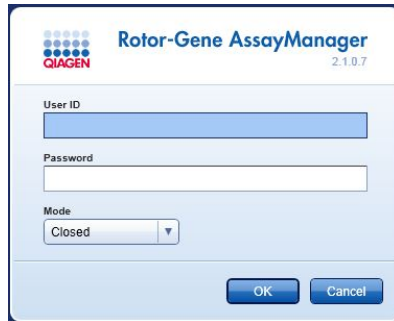 Rotor-Gene AssayManager
2.1.0.7
QIAGEN
User ID
Password
Mode
Closed
OK Cancel